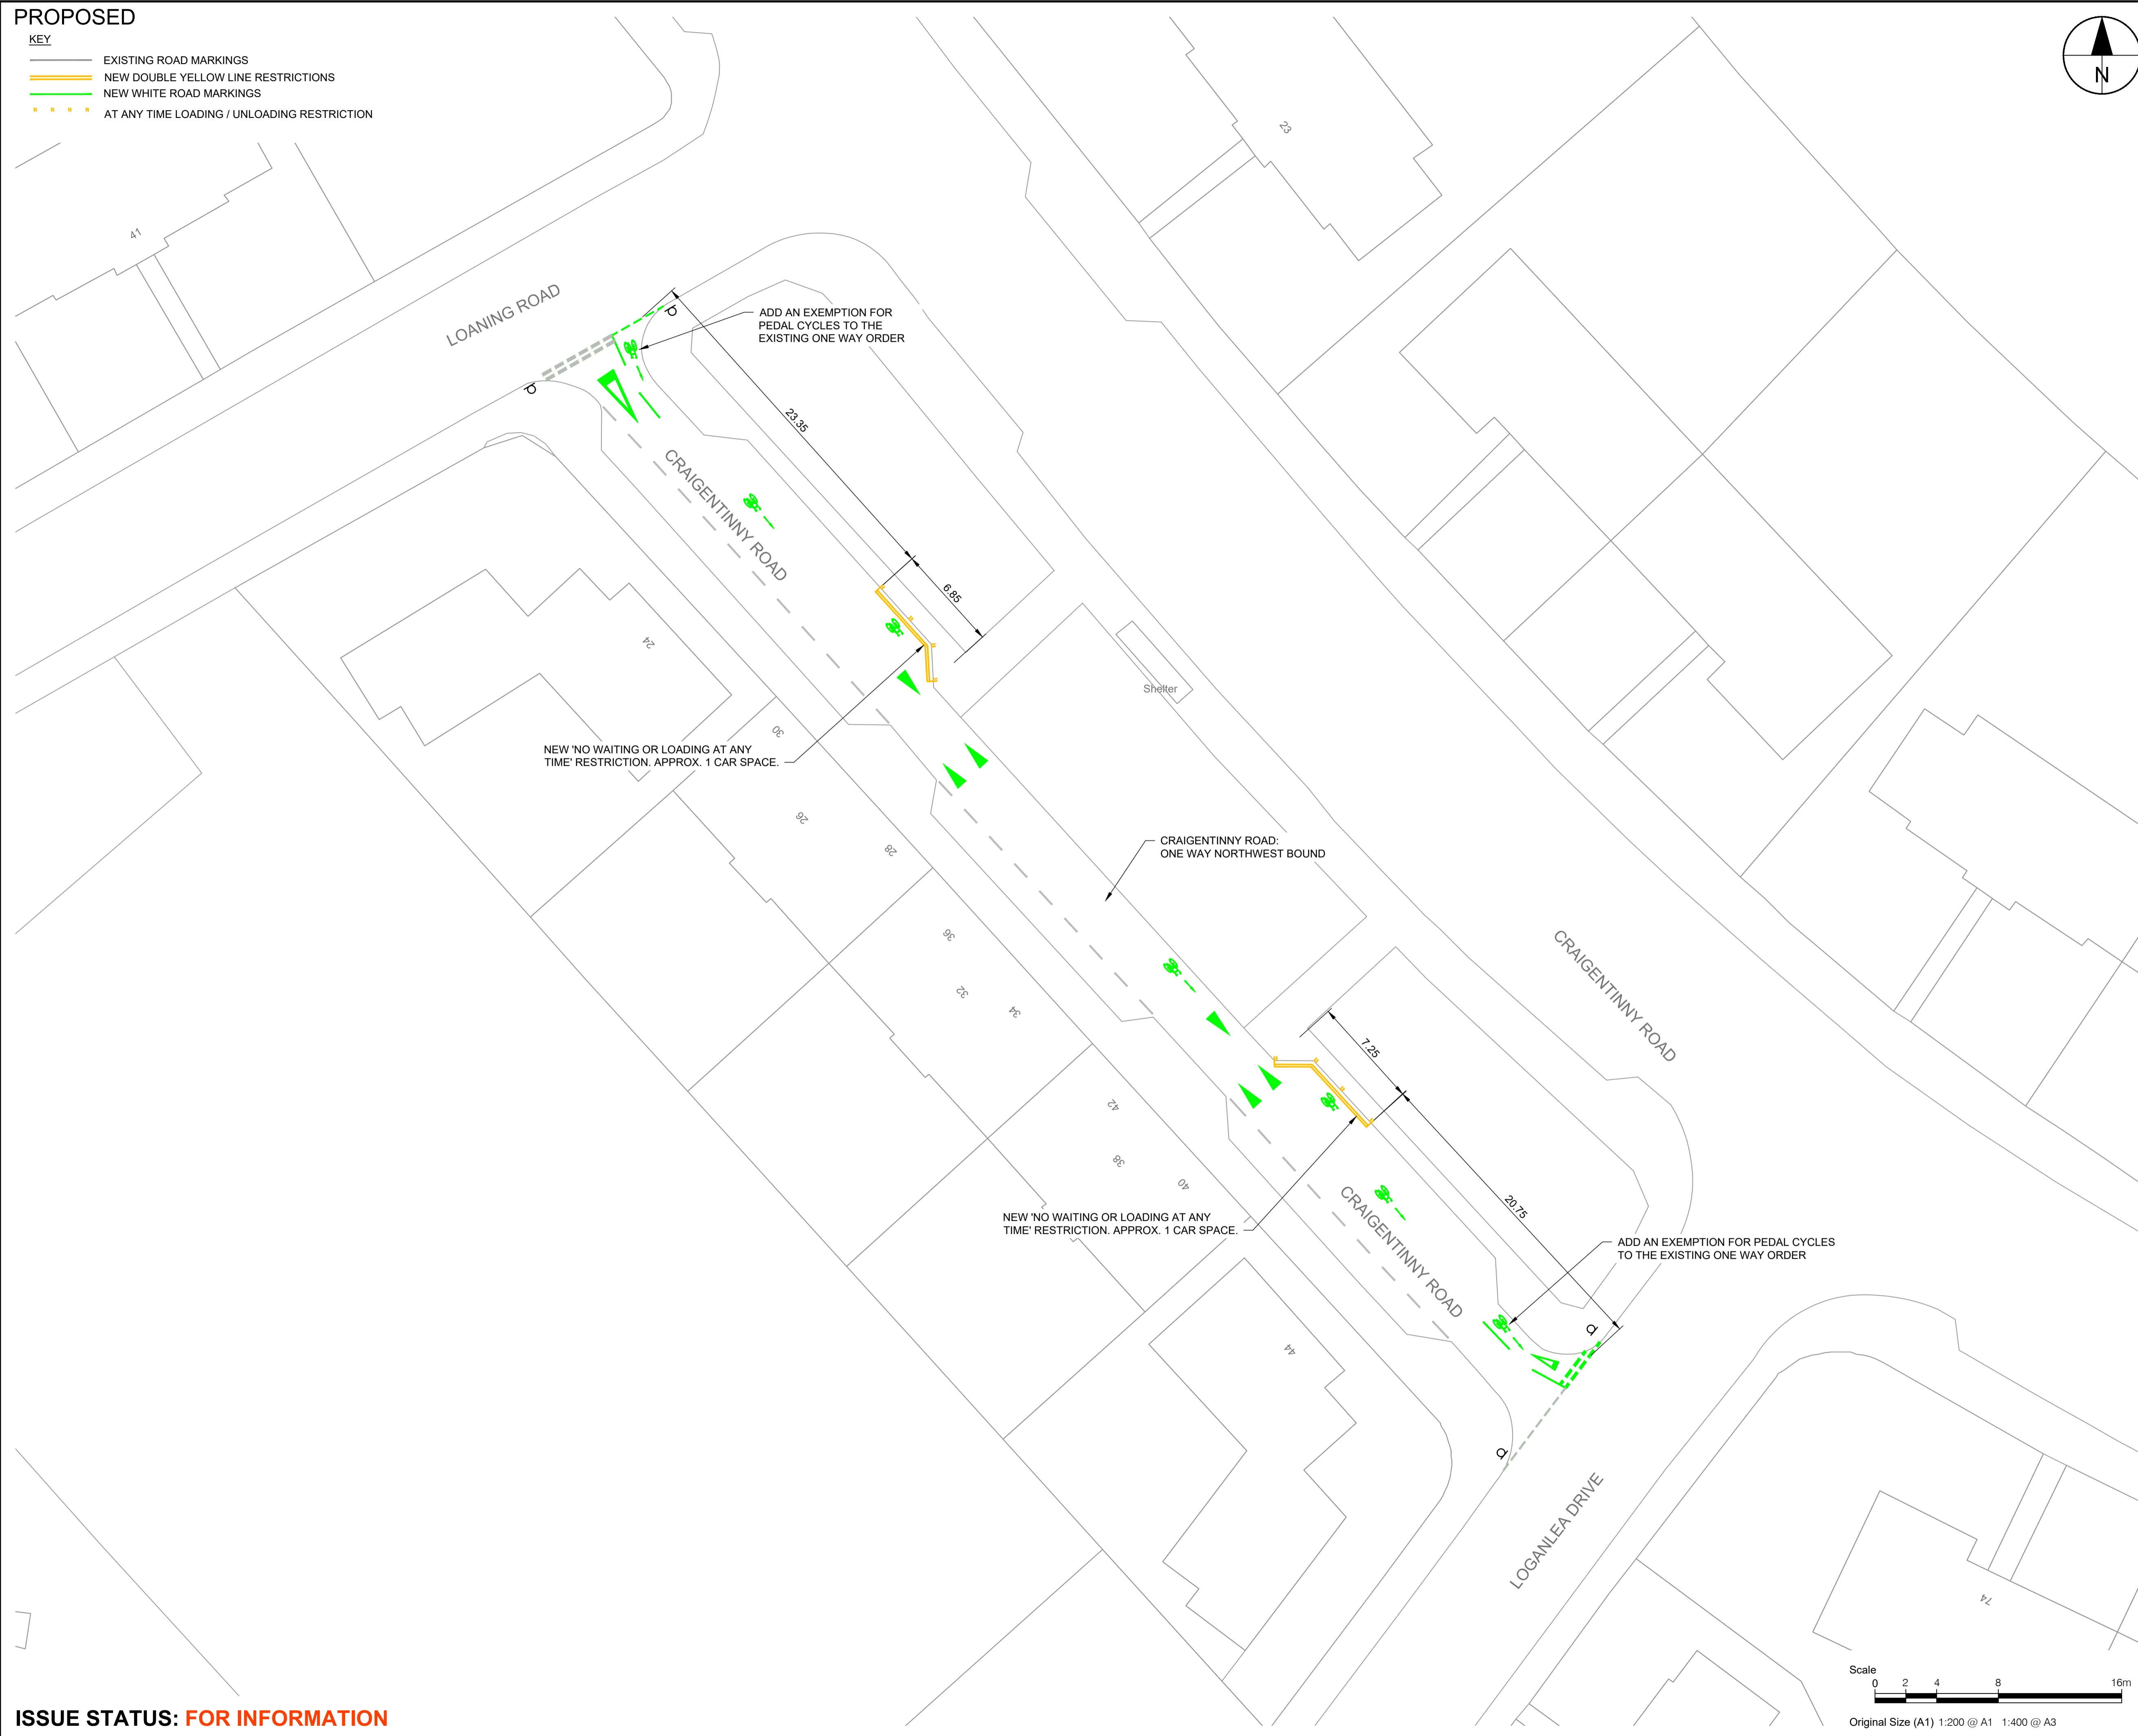 PROPOSED
KEY
EXISTING ROAD MARKINGS
NEW DOUBLE YELLOW LINE RESTRICTIONS
NEW WHITE ROAD MARKINGS
AT ANY TIME LOADING / UNLOADING RESTRICTION
N
23
41
LOANING ROAD
ADD AN EXEMPTION FOR
PEDAL CYCLES TO THE
EXISTING ONE WAY ORDER
23.35
CRAIGENTINNY ROAD
6.85
24
Shelter
30
NEW 'NO WAITING OR LOADING AT ANY
TIME' RESTRICTION. APPROX. 1 CAR SPACE.
26
28
CRAIGENTINNY ROAD:
ONE WAY NORTHWEST BOUND
36
32
34
CRAIGENTINNY ROAD
7.25
42
38
40
20.75
CRAIGENTINNY ROAD
NEW 'NO WAITING OR LOADING AT ANY
TIME' RESTRICTION. APPROX. 1 CAR SPACE.
ADD AN EXEMPTION FOR PEDAL CYCLES
TO THE EXISTING ONE WAY ORDER
44
LOGANLEA DRIVE
74
Scale
0 2 4 8 16m
Original Size (A1) 1:200 @ A1 1:400 @ A3
ISSUE STATUS: FOR INFORMATION